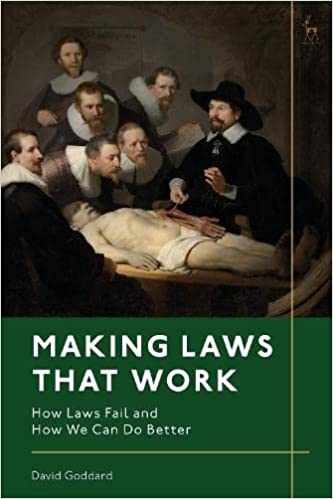 MAKING LAWS
THAT WORK
How Laws Fail and
How We Can Do Better
David Goddard